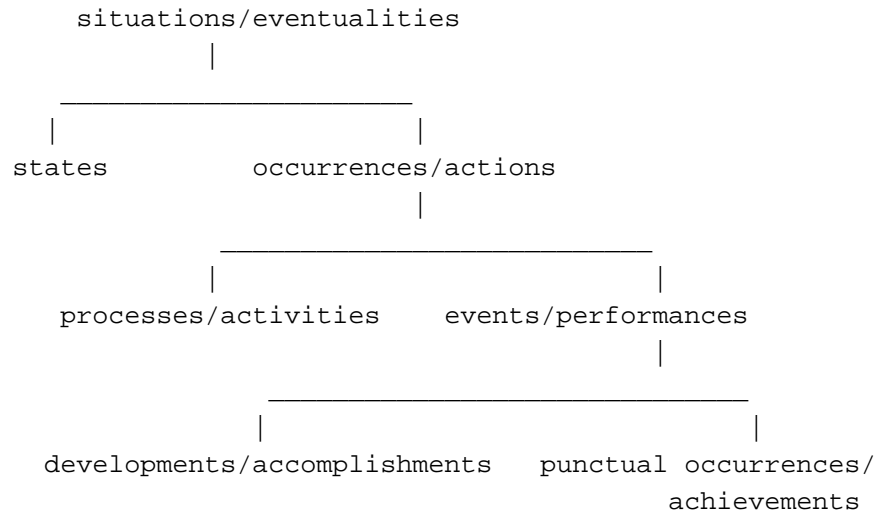 situations/eventualities
states occurrences/actions
processes/activities events/performances
developments/accomplishments punctual occurrences/
achievements